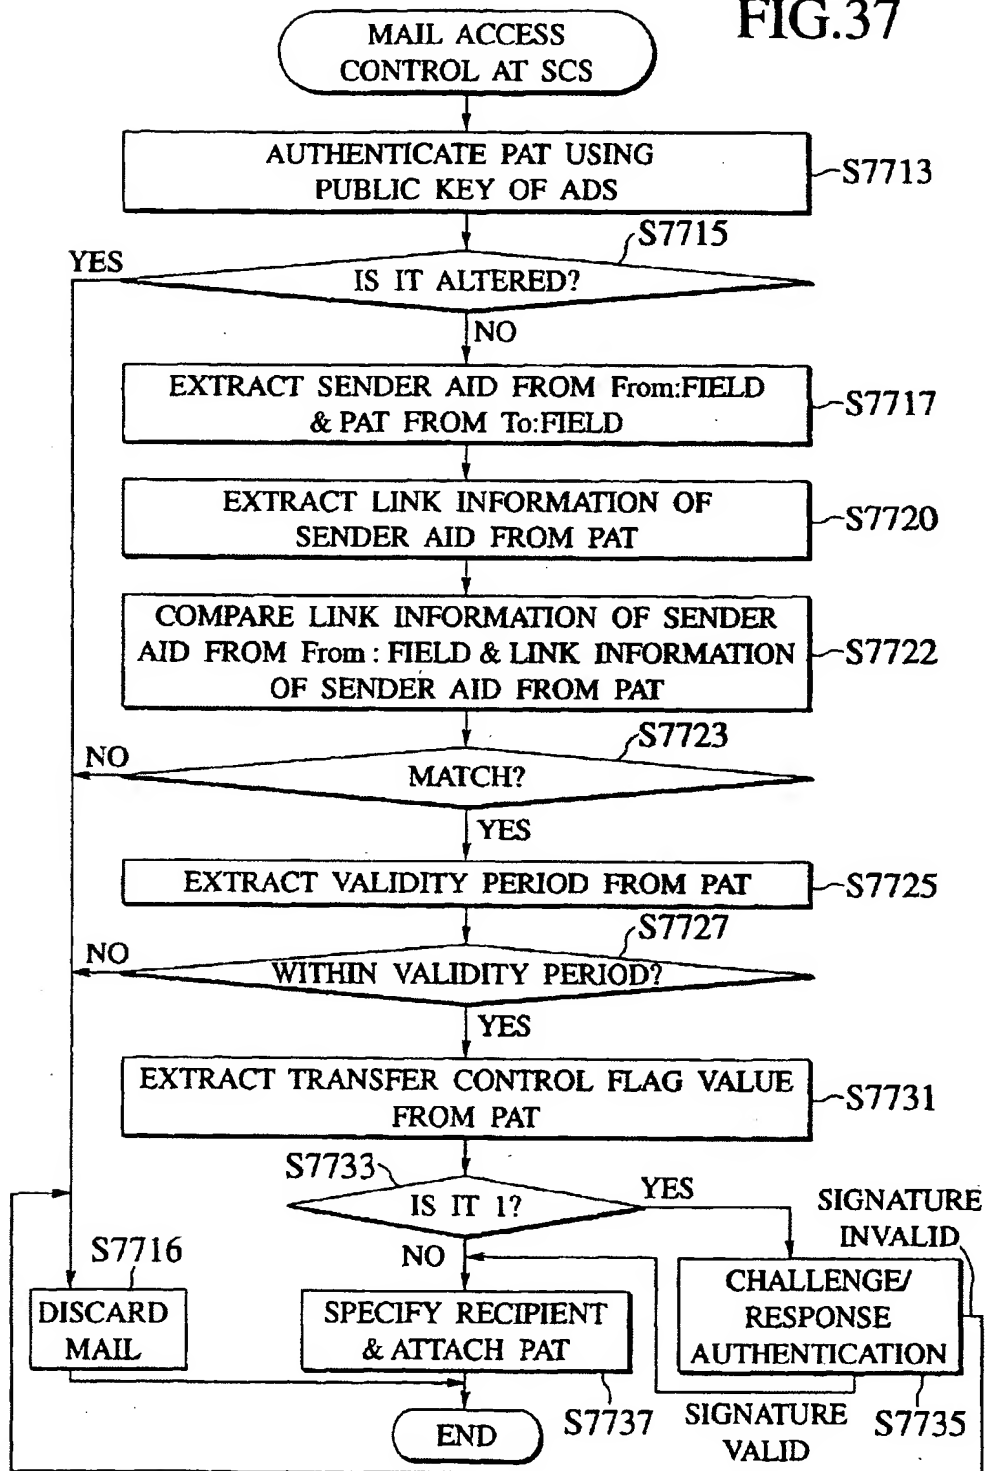 FIG.37
MAIL ACCESS
CONTROL AT SCS
AUTHENTICATE PAT USING
PUBLIC KEY OF ADS
S7713
S7715
YES
IS IT ALTERED?
NO
EXTRACT SENDER AID FROM From:FIELD
& PAT FROM To:FIELD
S7717
EXTRACT LINK INFORMATION OF
SENDER AID FROM PAT
S7720
COMPARE LINK INFORMATION OF SENDER
AID FROM From : FIELD & LINK INFORMATION
OF SENDER AID FROM PAT
S7722
S7723
NO
MATCH?
YES
EXTRACT VALIDITY PERIOD FROM PAT
S7725
S7727
NO
WITHIN VALIDITY PERIOD?
YES
EXTRACT TRANSFER CONTROL FLAG VALUE
FROM PAT
S7731
S7733
IS IT 1?
YES
NO
SIGNATURE
INVALID
S7716
DISCARD
MAIL
SPECIFY RECIPIENT
& ATTACH PAT
CHALLENGE/
RESPONSE
AUTHENTICATION
S7737
SIGNATURE
VALID
S7735
END